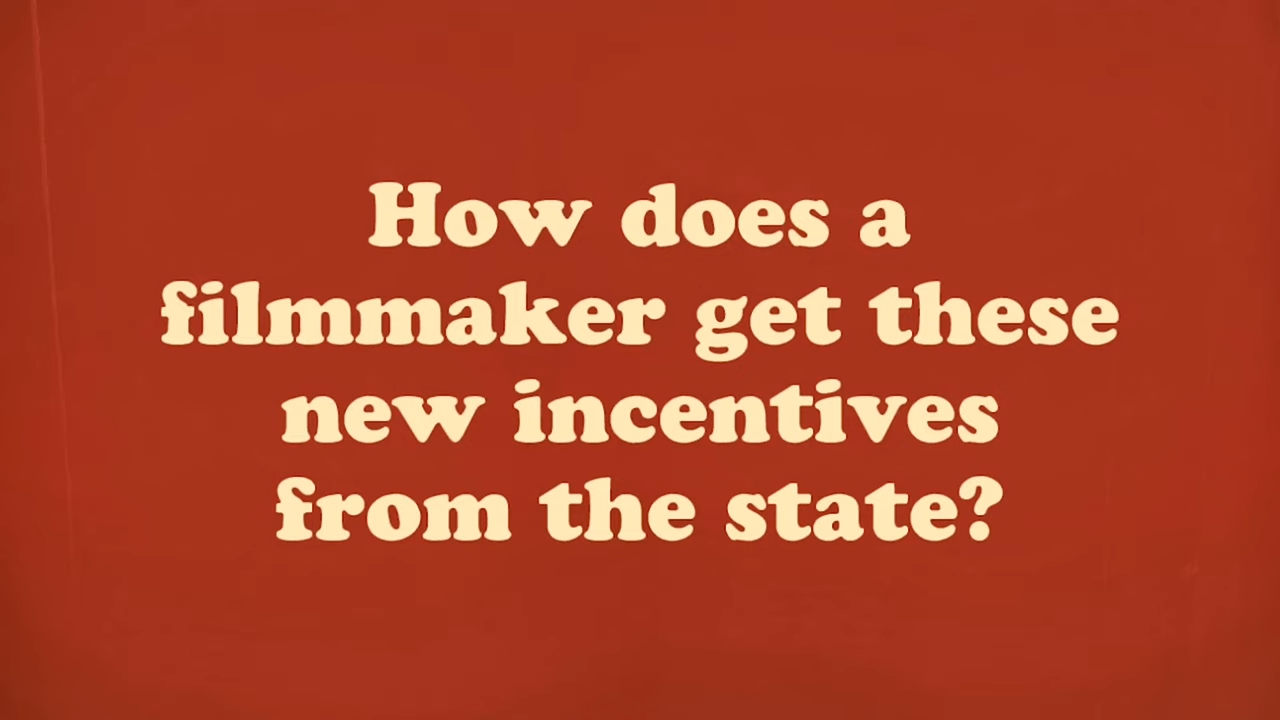 How does a
filmmaker get these
new incentives
from the state?